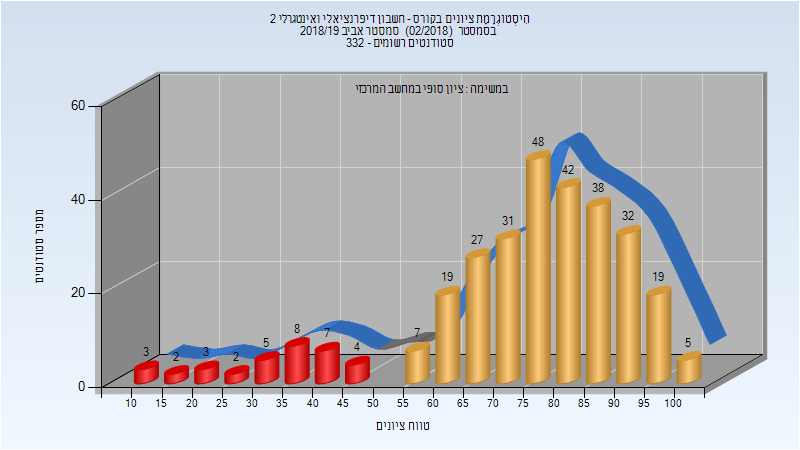 היסטוגרמת ציונים בקורס - חשבון דיפרנציאלי ואינטגרלי 2
בסמסטר (02/2018) סמסטר אביב 2018/19
סטודנטים רשומים - 332
במשימה : ציון סופי במחשב המרכזי
מספר סטודנטים
60
40
20
0
3 2 3 2 5 8 7 4 7 19 27 31 48 42 38 32 19 5
10 15 20 25 30 35 40 45 50 55 60 65 70 75 80 85 90 95 100
טווח ציונים